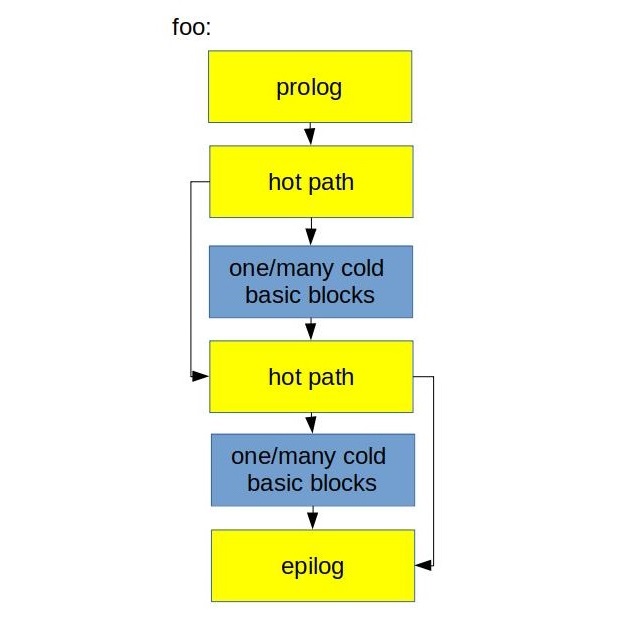 foo:
prolog
hot path
one/many cold
basic blocks
hot path
one/many cold
basic blocks
epilog